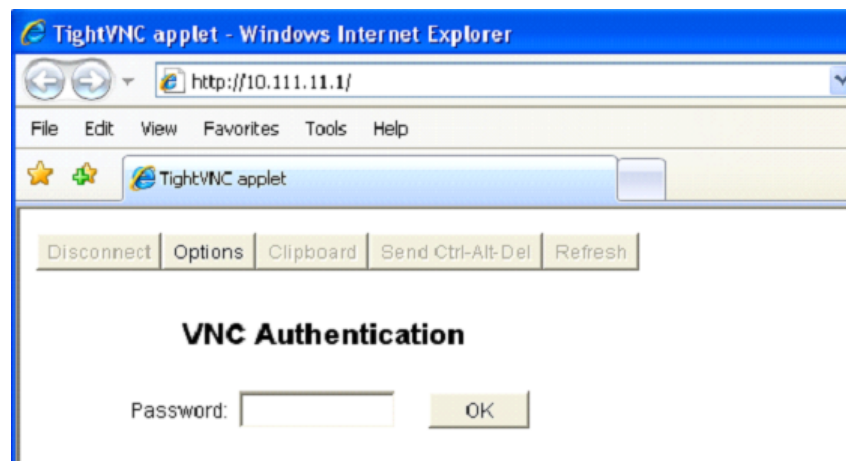 TightVNC applet - Windows Internet Explorer
http://10.111.11.1/
File Edit View Favorites Tools Help
TightVNC applet
Disconnect Options Clipboard Send Ctrl-Alt-Del Refresh
VNC Authentication
Password: OK